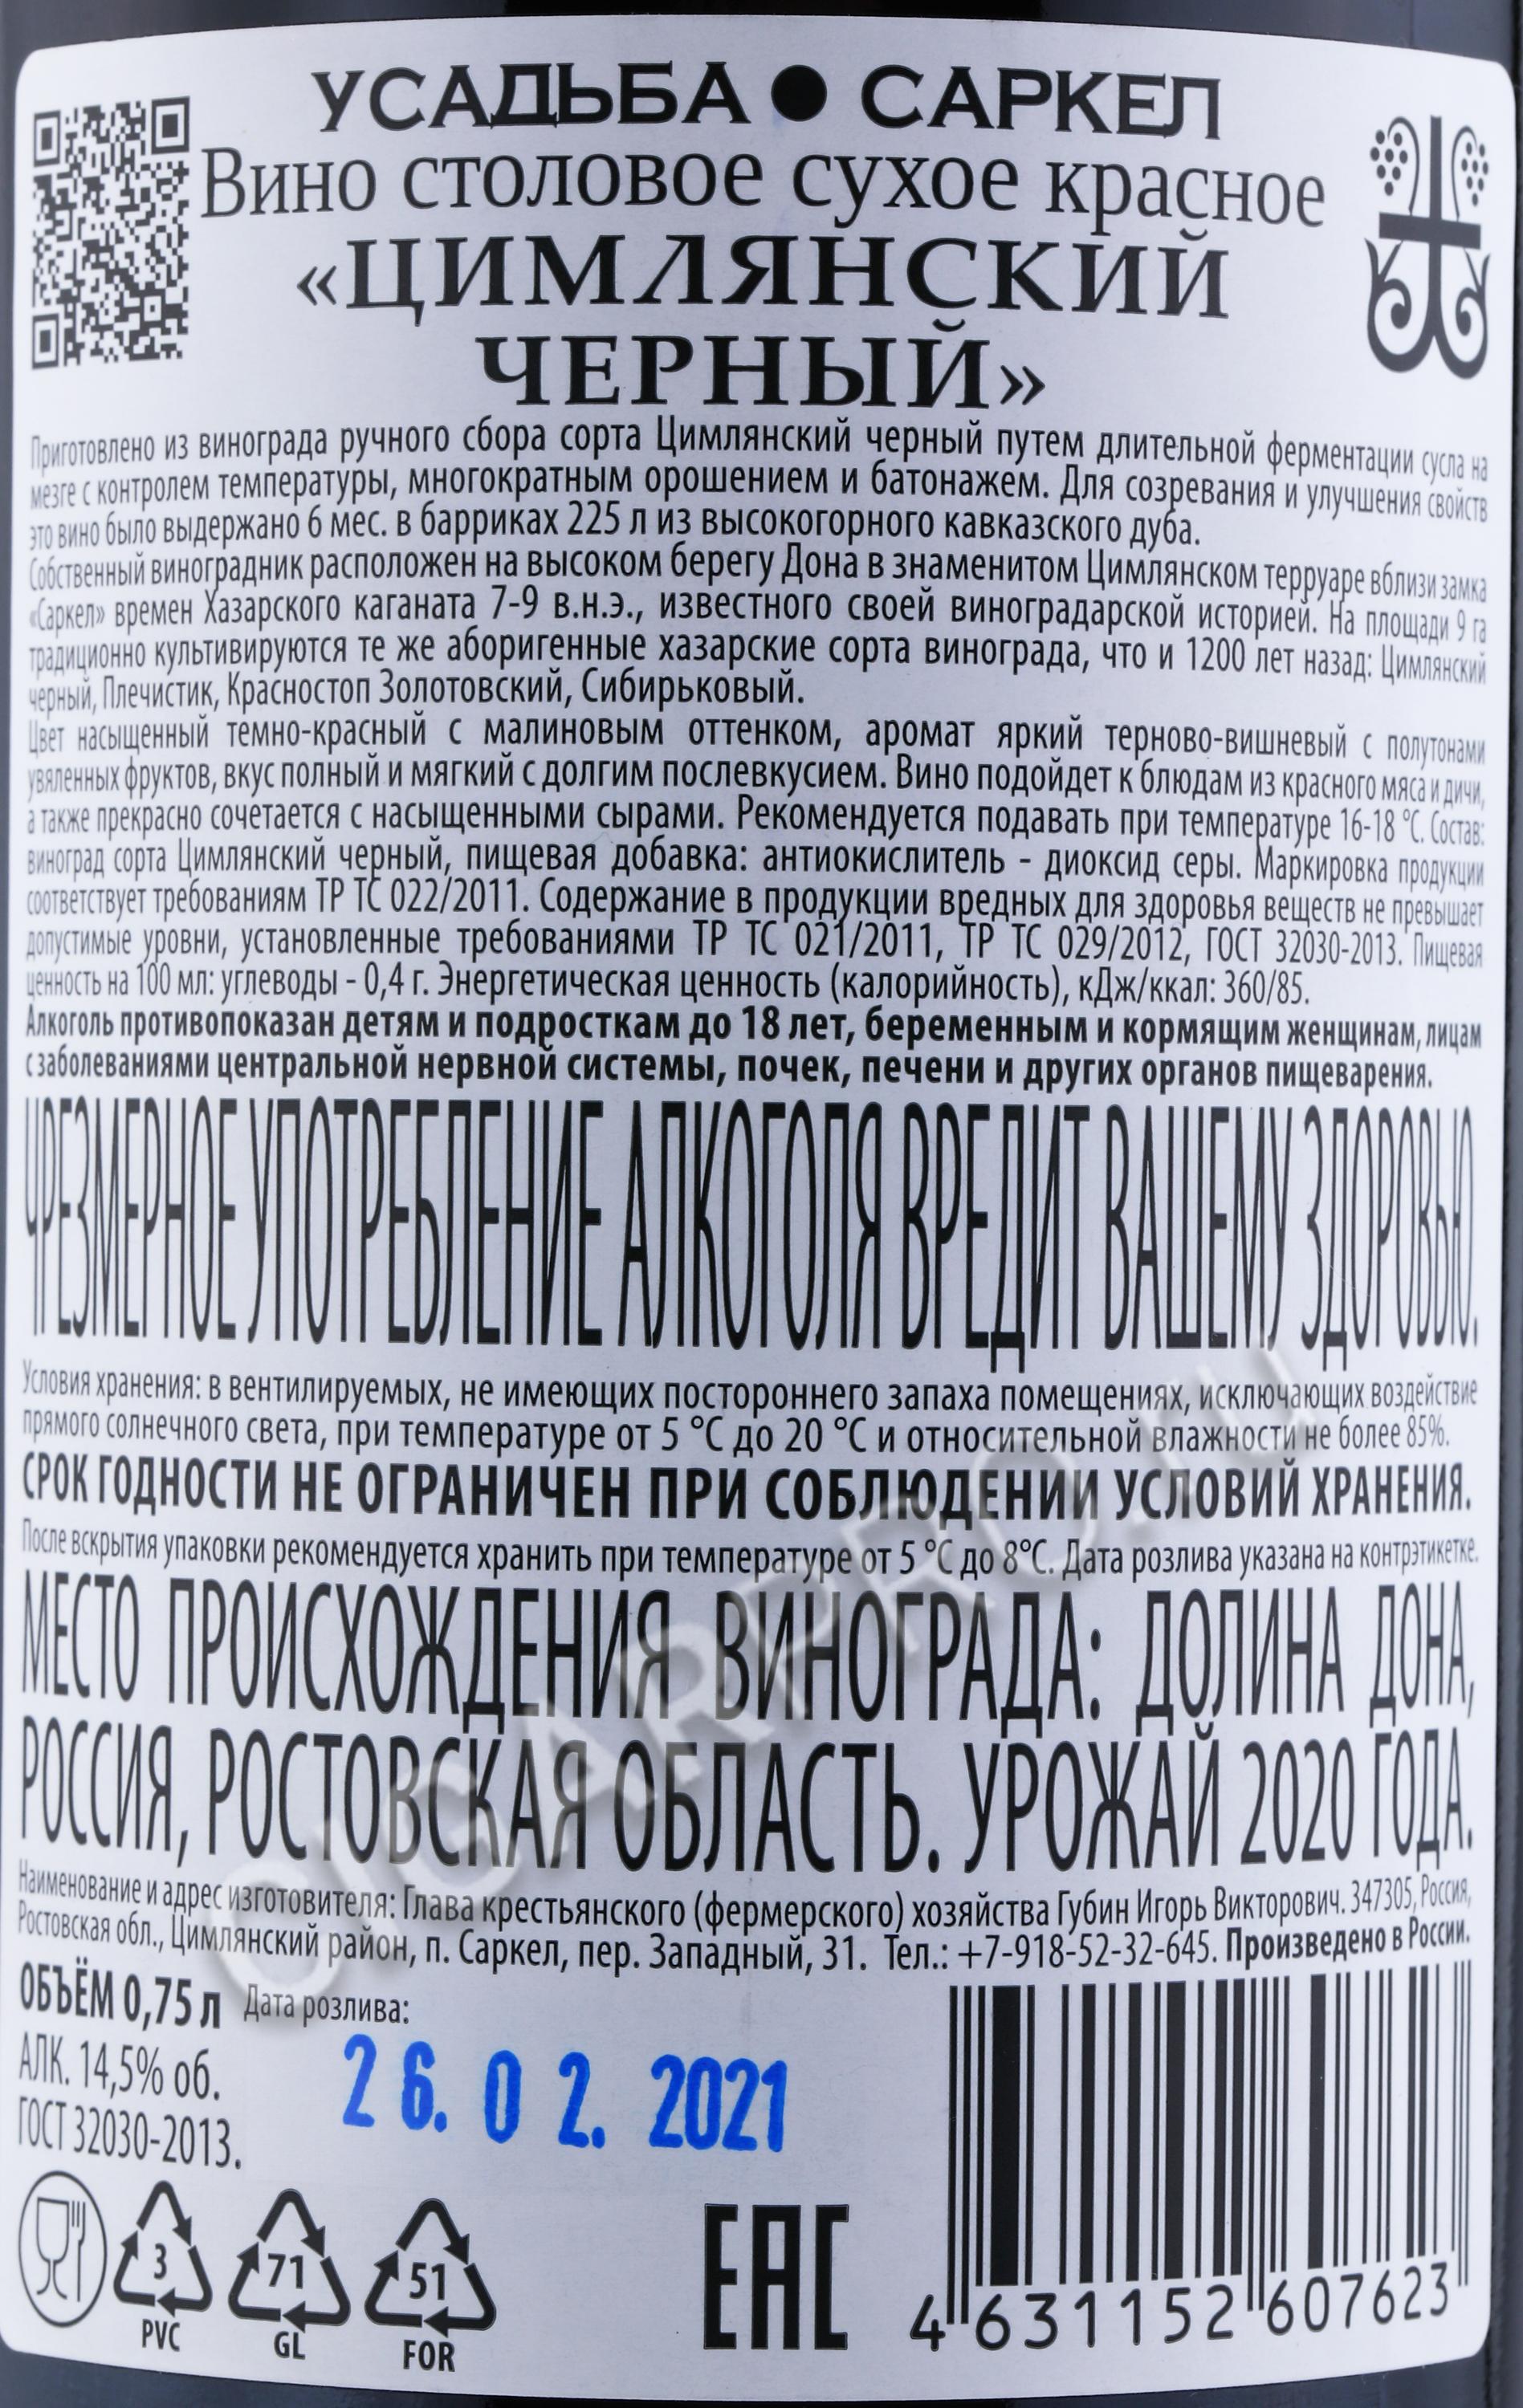 УСАДЬБА ● САРКЕЛ
Вино столовое сухое красное
«ЦИМЛЯНСКИЙ
ЧЕРНЫЙ»
Приготовлено из винограда ручного сбора сорта Цимлянский черный путем длительной ферментации сусла на
мезге с контролем температуры, многократным орошением и батонажем. Для созревания и улучшения свойств
это вино было выдержано 6 мес. в барриках 225 л из высокогорного кавказского дуба.
Собственный виноградник расположен на высоком берегу Дона в знаменитом Цимлянском терруаре вблизи замка
«Саркел» времен Хазарского каганата 7-9 в.н.э., известного своей виноградарской историей. На площади 9 га
традиционно культивируются те же аборигенные хазарские сорта винограда, что и 1200 лет назад: Цимлянский
черный, Плечистик, Красностоп Золотовский, Сибирьковый.
Цвет насыщенный темно-красный с малиновым оттенком, аромат яркий терново-вишневый с полутонами
увяленных фруктов, вкус полный и мягкий с долгим послевкусием. Вино подойдет к блюдам из красного мяса и дичи,
а также прекрасно сочетается с насыщенными сырами. Рекомендуется подавать при температуре 16-18 °С. Состав:
виноград сорта Цимлянский черный, пищевая добавка: антиокислитель - диоксид серы. Маркировка продукции
соответствует требованиям ТР ТС 022/2011. Содержание в продукции вредных для здоровья веществ не превышает
допустимые уровни, установленные требованиями ТР ТС 021/2011, ТР ТС 029/2012, ГОСТ 32030-2013. Пищевая
ценность на 100 мл: углеводы - 0,4 г. Энергетическая ценность (калорийность), кДж/ккал: 360/85.
Алкоголь противопоказан детям и подросткам до 18 лет, беременным и кормящим женщинам, лицам
с заболеваниями центральной нервной системы, почек, печени и других органов пищеварения.
ЧРЕЗМЕРНОЕ УПОТРЕБЛЕНИЕ АЛКОГОЛЯ ВРЕДИТ ВАШЕМУ ЗДОРОВЬЮ.
Условия хранения: в вентилируемых, не имеющих постороннего запаха помещениях, исключающих воздействие
прямого солнечного света, при температуре от 5 °С до 20 °С и относительной влажности не более 85%.
СРОК ГОДНОСТИ НЕ ОГРАНИЧЕН ПРИ СОБЛЮДЕНИИ УСЛОВИЙ ХРАНЕНИЯ.
После вскрытия упаковки рекомендуется хранить при температуре от 5 °С до 8°С. Дата розлива указана на контрэтикетке.
МЕСТО ПРОИСХОЖДЕНИЯ ВИНОГРАДА: ДОЛИНА ДОНА,
РОССИЯ, РОСТОВСКАЯ ОБЛАСТЬ. УРОЖАЙ 2020 ГОДА.
Наименование и адрес изготовителя: Глава крестьянского (фермерского) хозяйства Губин Игорь Викторович. 347305, Россия,
Ростовская обл., Цимлянский район, п. Саркел, пер. Западный, 31. Тел.: +7-918-52-32-645. Произведено в России.
ОБЪЁМ 0,75 л Дата розлива:
АЛК. 14,5% об.
26.02.2021
ГОСТ 32030-2013.
3
PVC
71
GL
51
FOR
EAC
4 631152 607623
CIGARPRO.ru